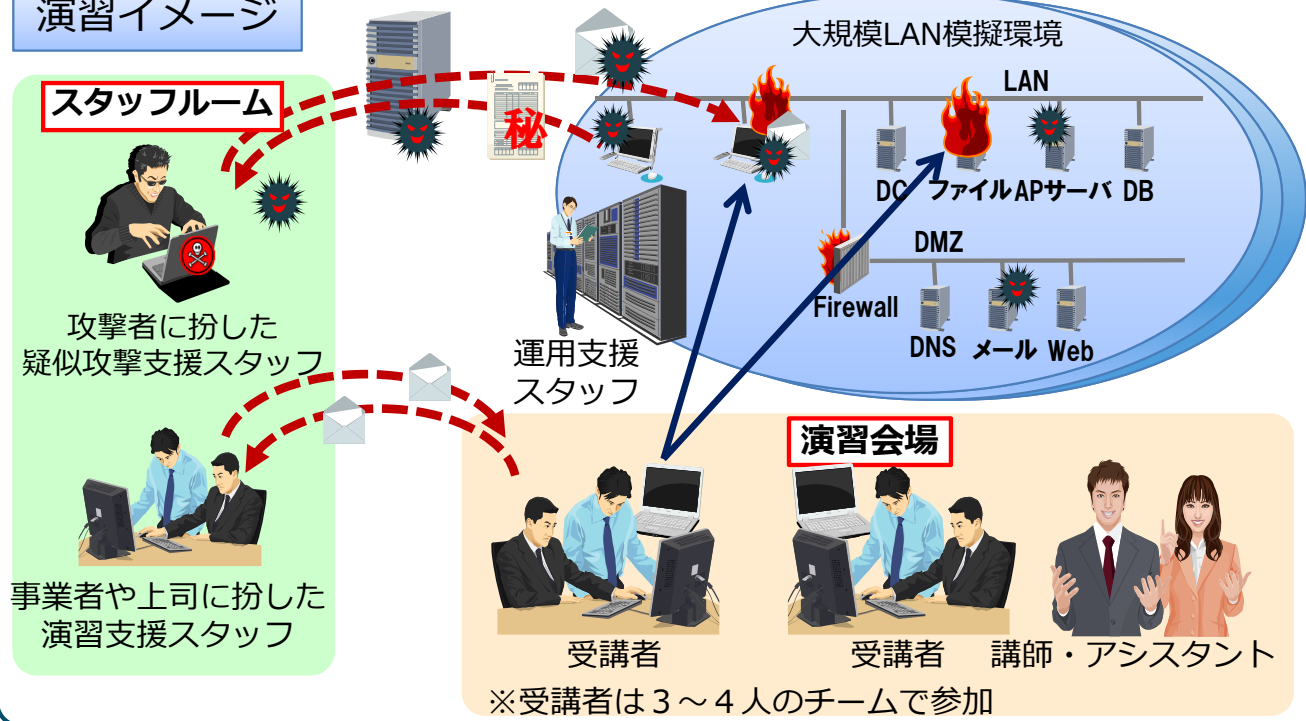 演習イメージ
大規模LAN模擬環境
スタッフルーム
LAN
秘
DC ファイル APサーバ DB
DMZ
Firewall
DNS メール Web
攻撃者に扮した
疑似攻撃支援スタッフ
運用支援
スタッフ
演習会場
事業者や上司に扮した
演習支援スタッフ
受講者
受講者
講師・アシスタント
※受講者は3～4人のチームで参加